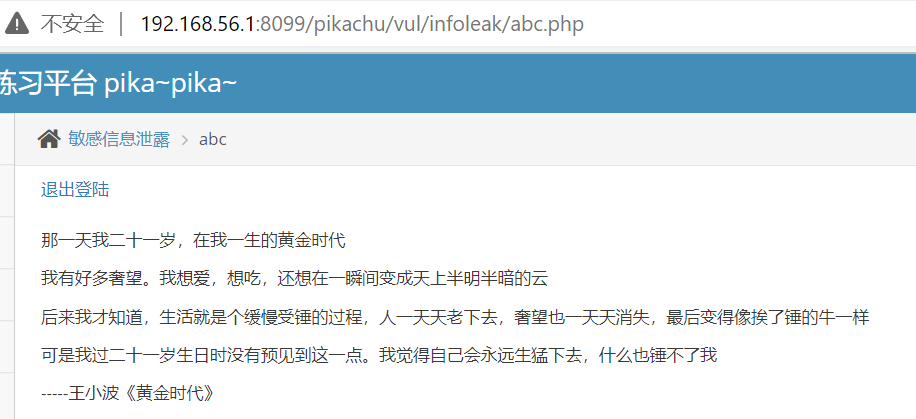 不安全 | 192.168.56.1:8099/pikachu/vul/infoleak/abc.php
练习平台 pika~pika~
敏感信息泄露 > abc
退出登陆
那一天我二十一岁，在我一生的黄金时代
我有好多奢望。我想爱，想吃，还想在一瞬间变成天上半明半暗的云
后来我才知道，生活就是个缓慢受锤的过程，人一天天老下去，奢望也一天天消失，最后变得像挨了锤的牛一样
可是我过二十一岁生日时没有预见到这一点。我觉得自己会永远生猛下去，什么也锤不了我
-----王小波《黄金时代》